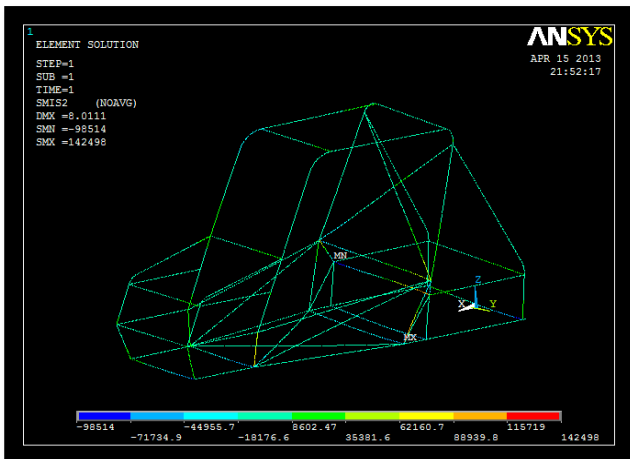 1
ELEMENT SOLUTION
STEP=1
SUB =1
TIME=1
SMIS2 (NOAVG)
DMX =8.0111
SMN =-98514
SMX =142498
ANSYS
APR 15 2013
21:52:17
MN
Z
X Y
MX
-98514 -44955.7 8602.47 62160.7 115719
-71734.9 -18176.6 35381.6 88939.8 142498